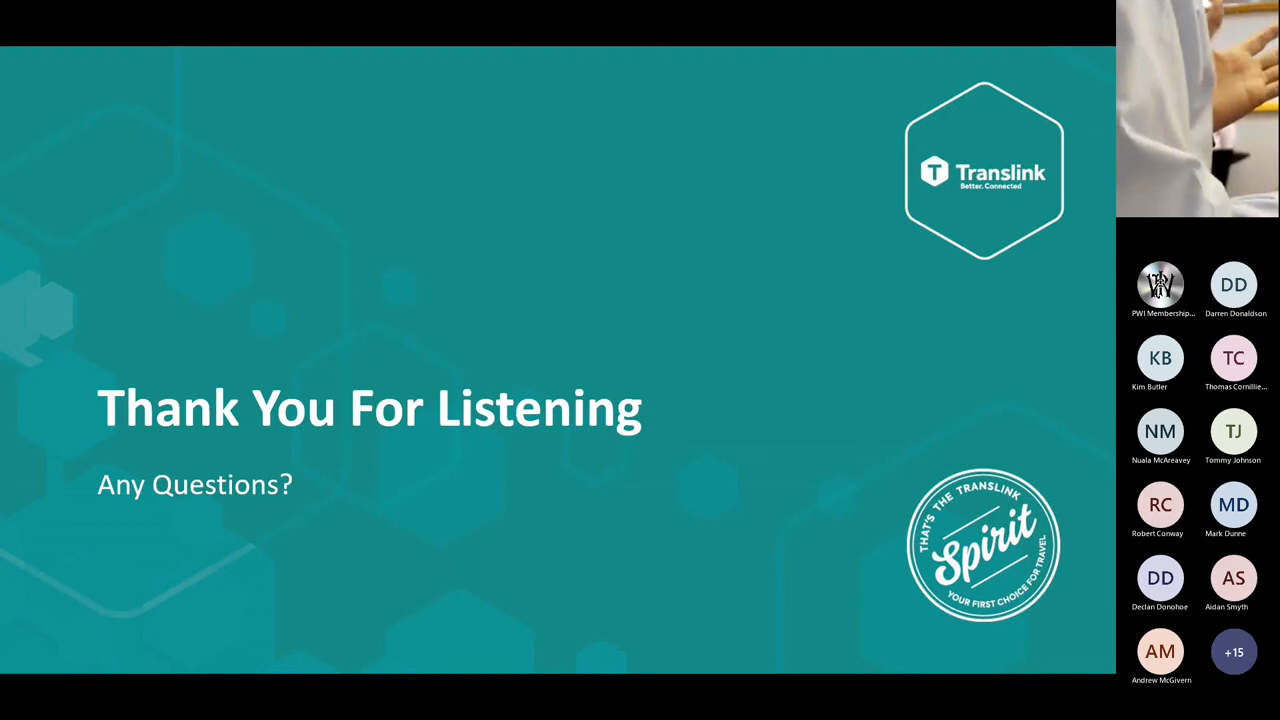 T Translink
Better. Connected
Thank You For Listening
Any Questions?
THAT'S THE TRANSLINK
Spirit
YOUR FIRST CHOICE FOR TRAVEL
PWI Membership...
DD
Darren Donaldson
KB
Kim Butler
TC
Thomas Cornillie...
NM
Nuala McAreavey
TJ
Tommy Johnson
RC
Robert Conway
MD
Mark Dunne
DD
Declan Donohoe
AS
Aidan Smyth
AM
Andrew McGivern
+15